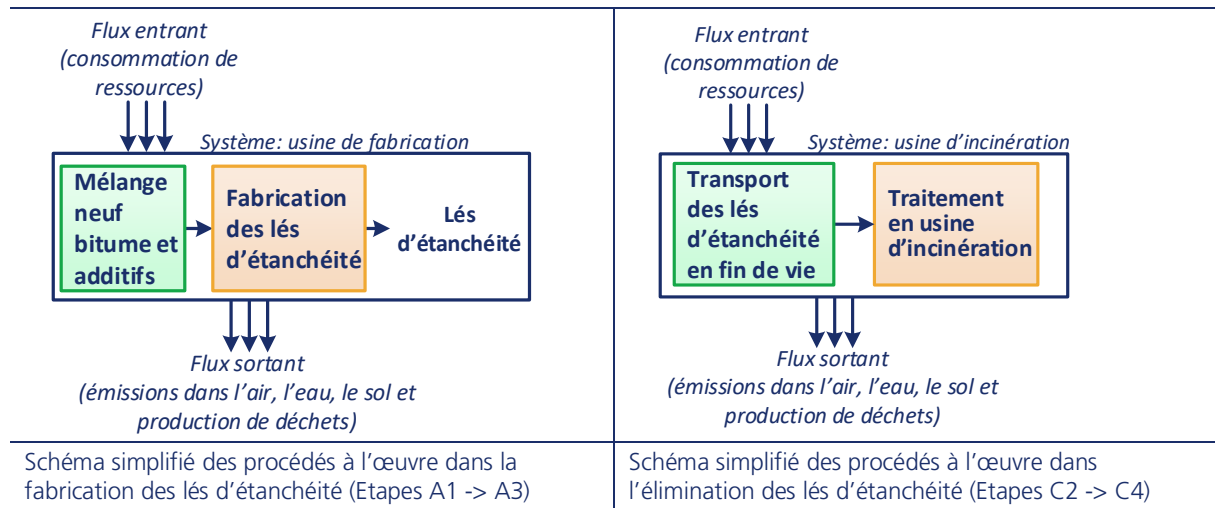 Flux entrant
(consommation de
ressources)
Système: usine de fabrication
Mélange
neuf
bitume et
additifs
Fabrication
des lés
d’étanchéité
Lés
d’étanchéité
Flux sortant
(émissions dans l’air, l’eau, le sol et
production de déchets)
Schéma simplifié des procédés à l’œuvre dans la
fabrication des lés d’étanchéité (Etapes A1 -> A3)
Flux entrant
(consommation de
ressources)
Système: usine d’incinération
Transport
des lés
d’étanchéité
en fin de vie
Traitement
en usine
d’incinération
Flux sortant
(émissions dans l’air, l’eau, le sol et
production de déchets)
Schéma simplifié des procédés à l’œuvre dans
l’élimination des lés d’étanchéité (Etapes C2 -> C4)